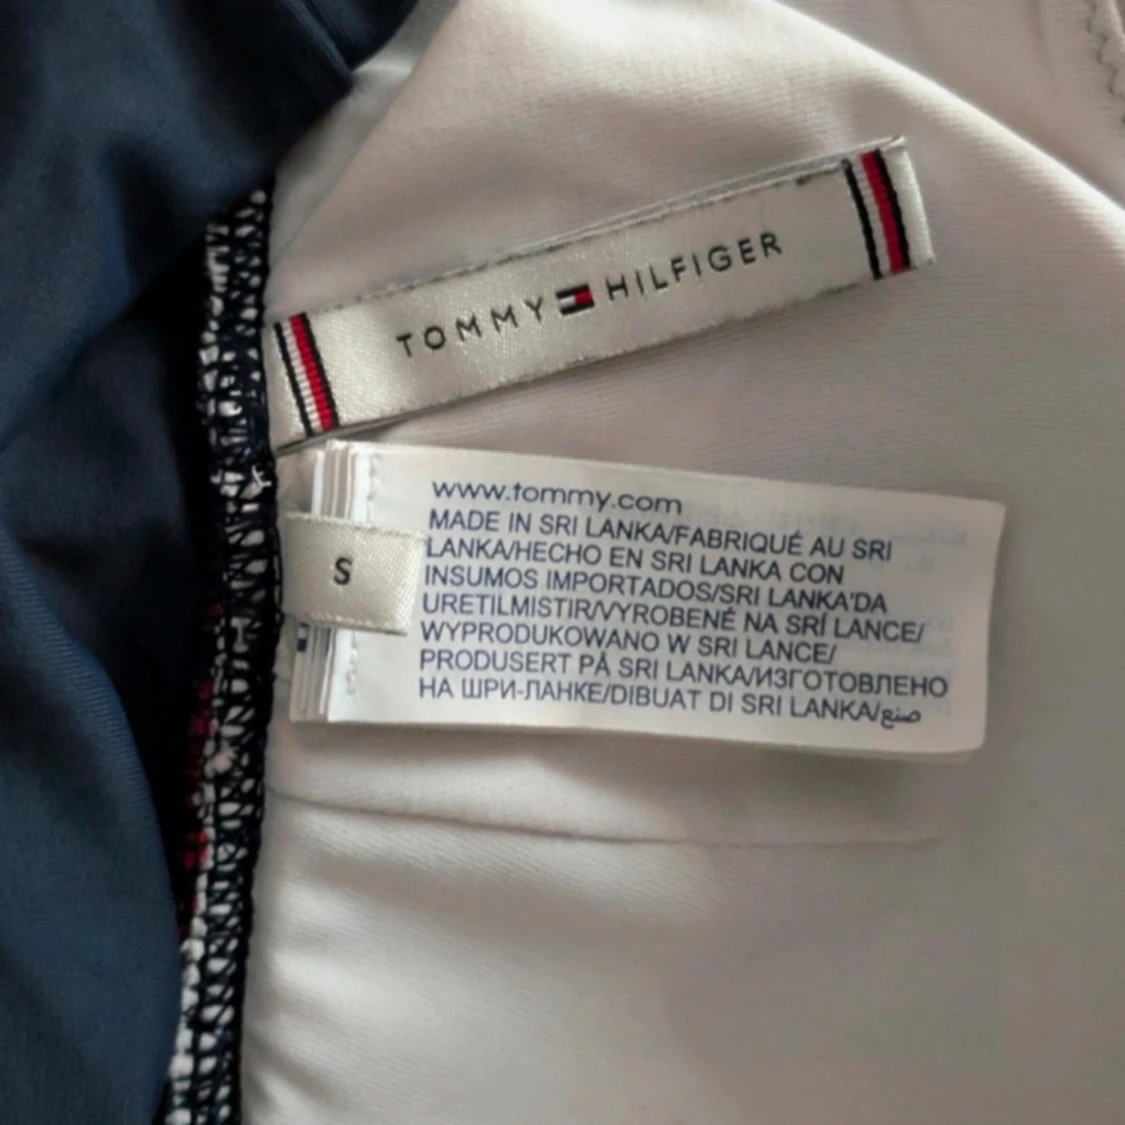 TOMMY HILFIGER
S
www.tommy.com
MADE IN SRI LANKA/FABRIQUÉ AU SRI
LANKA/HECHO EN SRI LANKA CON
INSUMOS IMPORTADOS/SRI LANKA'DA
URETILMISTIR/VYROBENÉ NA SRÍ LANCE/
WYPRODUKOWANO W SRI LANCE/
PRODUSERT PÅ SRI LANKA/ИЗГОТОВЛЕНО
НА ШРИ-ЛАНКЕ/DIBUAT DI SRI LANKA/صنع